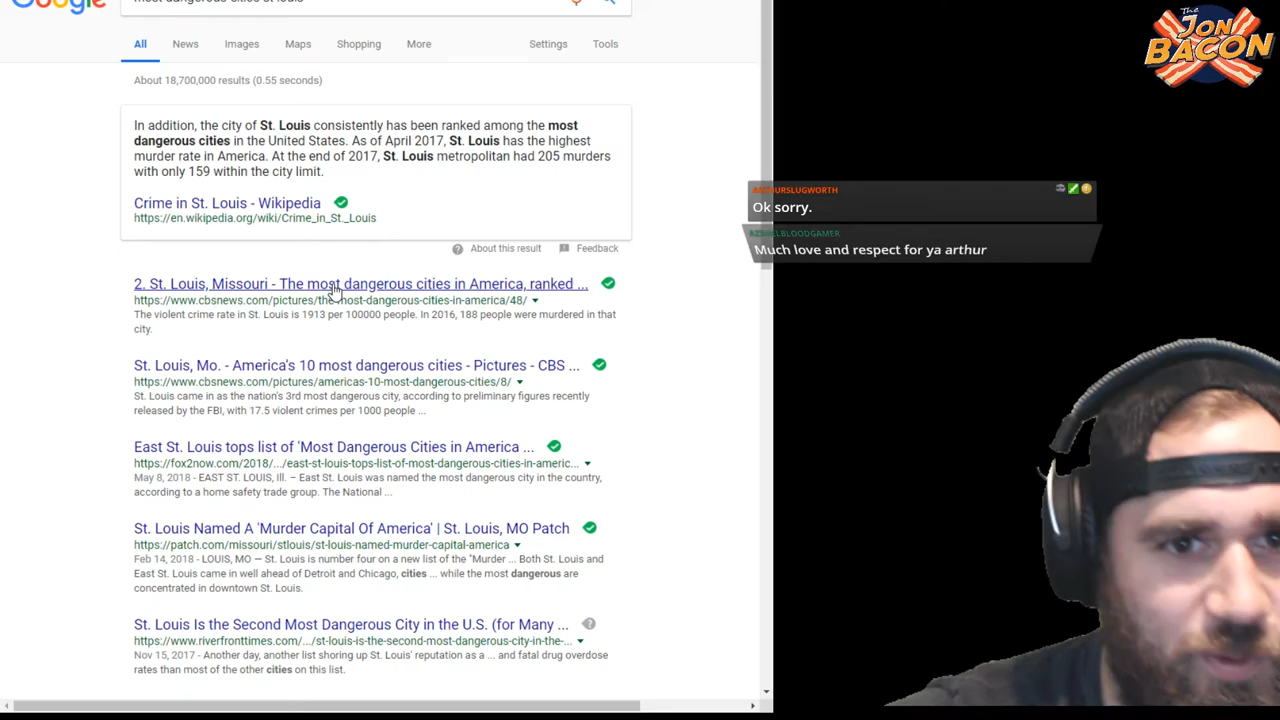 Google
most dangerous cities st louis
All News Images Maps Shopping More Settings Tools
About 18,700,000 results (0.55 seconds)
In addition, the city of St. Louis consistently has been ranked among the most
dangerous cities in the United States. As of April 2017, St. Louis has the highest
murder rate in America. At the end of 2017, St. Louis metropolitan had 205 murders
with only 159 within the city limit.
Crime in St. Louis - Wikipedia
https://en.wikipedia.org/wiki/Crime_in_St._Louis
About this result Feedback
2. St. Louis, Missouri - The most dangerous cities in America, ranked ...
https://www.cbsnews.com/pictures/the-most-dangerous-cities-in-america/48/
The violent crime rate in St. Louis is 1913 per 100000 people. In 2016, 188 people were murdered in that
city.
St. Louis, Mo. - America's 10 most dangerous cities - Pictures - CBS ...
https://www.cbsnews.com/pictures/americas-10-most-dangerous-cities/8/
St. Louis came in as the nation's 3rd most dangerous city, according to preliminary figures recently
released by the FBI, with 17.5 violent crimes per 1000 people ...
East St. Louis tops list of 'Most Dangerous Cities in America ...
https://fox2now.com/2018/.../east-st-louis-tops-list-of-most-dangerous-cities-in-americ...
May 8, 2018 - EAST ST. LOUIS, Ill. – East St. Louis was named the most dangerous city in the country,
according to a home safety trade group. The National ...
St. Louis Named A 'Murder Capital Of America' | St. Louis, MO Patch
https://patch.com/missouri/stlouis/st-louis-named-murder-capital-america
Feb 14, 2018 - LOUIS, MO — St. Louis is number four on a new list of the "Murder ... Both St. Louis and
East St. Louis came in well ahead of Detroit and Chicago, cities ... while the most dangerous are
concentrated in downtown St. Louis.
St. Louis Is the Second Most Dangerous City in the U.S. (for Many ...
https://www.riverfronttimes.com/.../st-louis-is-the-second-most-dangerous-city-in-the-...
Nov 15, 2017 - Another day, another list shoring up St. Louis' reputation as a ... and fatal drug overdose
rates than most of the other cities on this list.
The
JON
BACON
Ok sorry.
Much love and respect for ya arthur